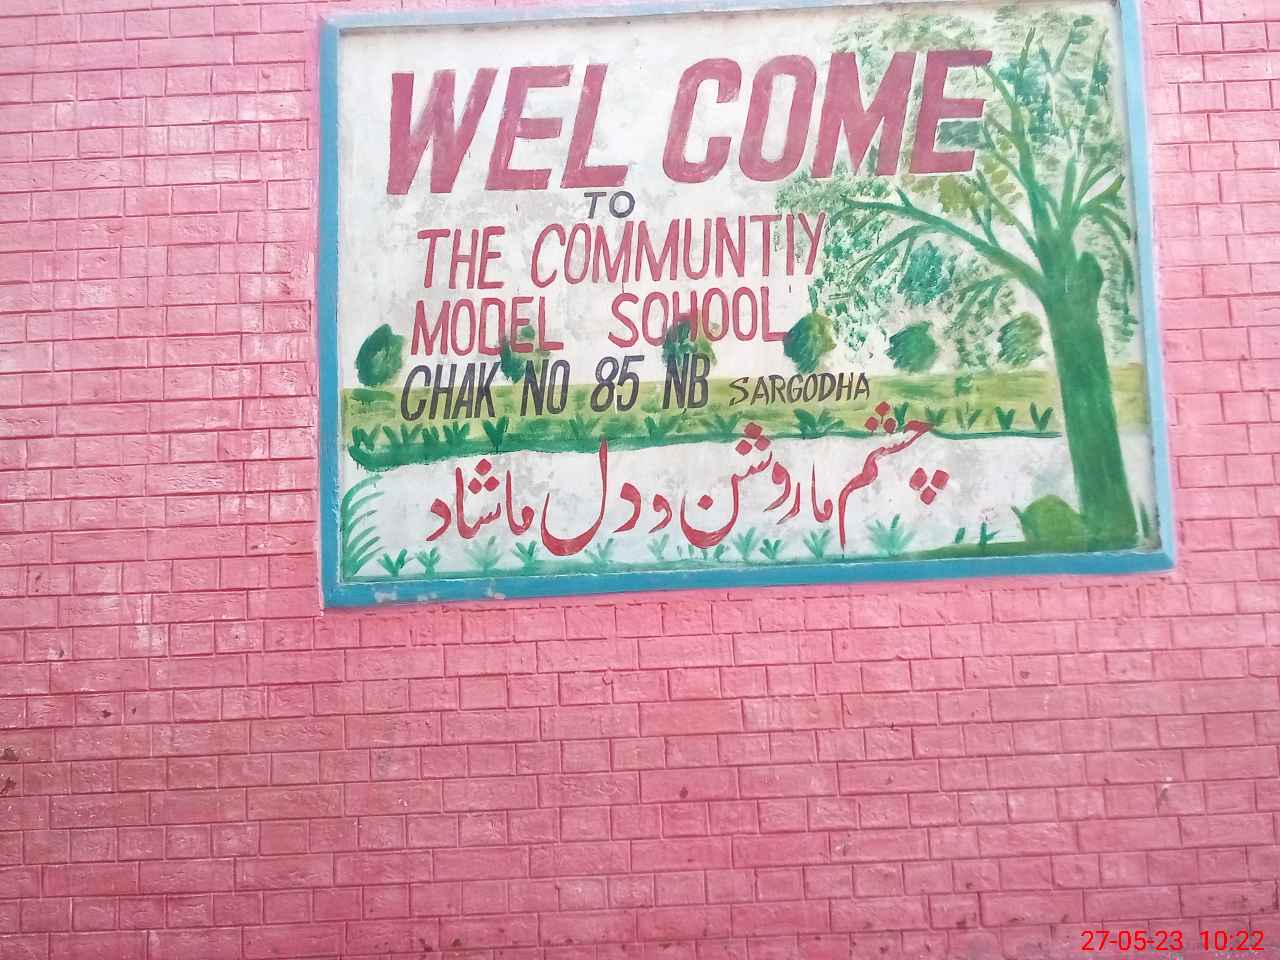 WEL COME
TO
THE COMMUNTIY
MODEL SOHOOL
CHAK NO 85 NB SARGODHA
چشم ما روشن و دل ما شاد
27-05-23 10:22